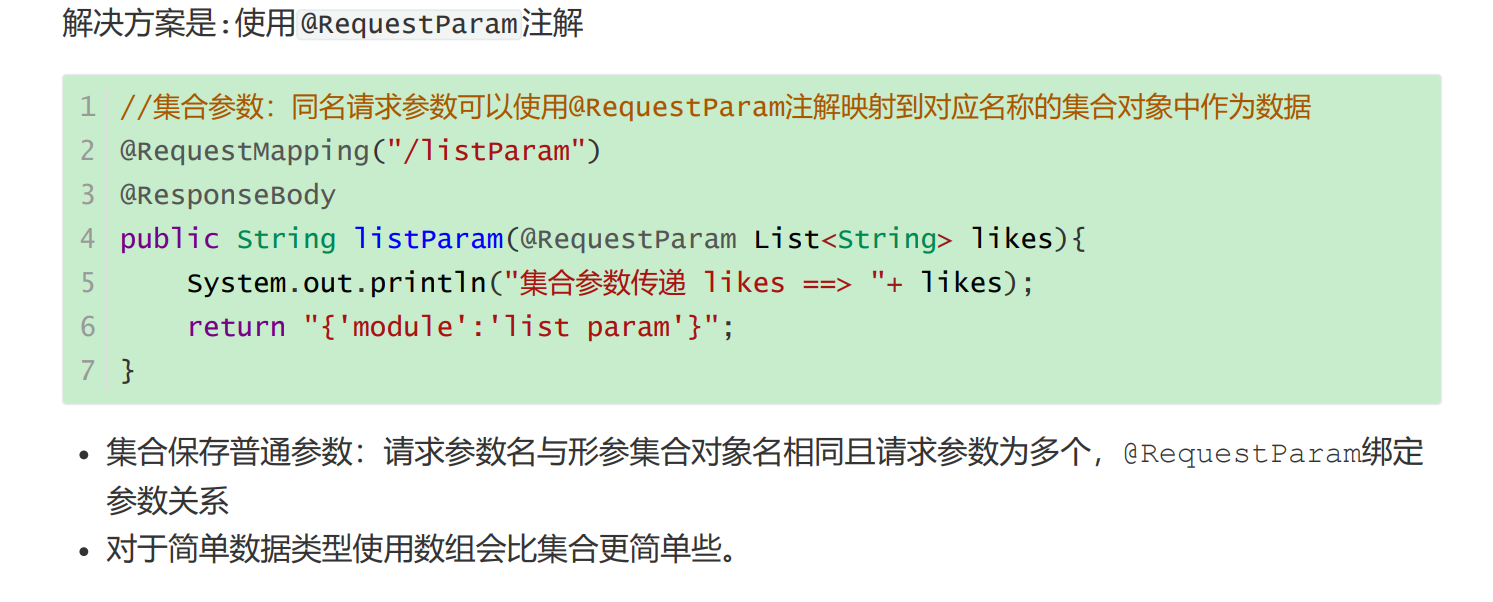 解决方案是:使用@RequestParam注解
1 //集合参数：同名请求参数可以使用@RequestParam注解映射到对应名称的集合对象中作为数据
2 @RequestMapping("/listParam")
3 @ResponseBody
4 public String listParam(@RequestParam List<String> likes){
5     System.out.println("集合参数传递 likes ==> "+ likes);
6     return "{'module':'list param'}";
7 }
• 集合保存普通参数：请求参数名与形参集合对象名相同且请求参数为多个，@RequestParam绑定
参数关系
• 对于简单数据类型使用数组会比集合更简单些。